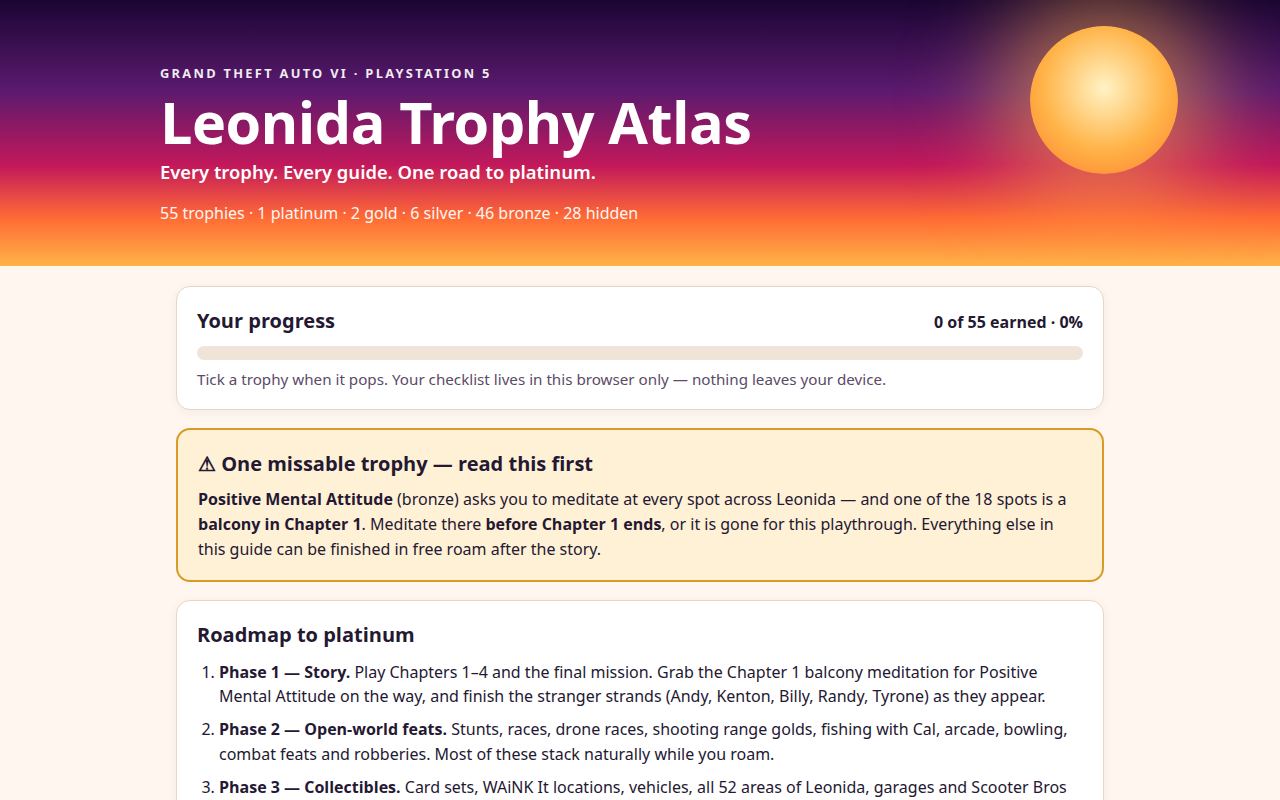 GRAND THEFT AUTO VI · PLAYSTATION 5
Leonida Trophy Atlas
Every trophy. Every guide. One road to platinum.
55 trophies · 1 platinum · 2 gold · 6 silver · 46 bronze · 28 hidden
Your progress
0 of 55 earned · 0%
Tick a trophy when it pops. Your checklist lives in this browser only — nothing leaves your device.
⚠ One missable trophy — read this first
Positive Mental Attitude (bronze) asks you to meditate at every spot across Leonida — and one of the 18 spots is a
balcony in Chapter 1. Meditate there before Chapter 1 ends, or it is gone for this playthrough. Everything else in
this guide can be finished in free roam after the story.
Roadmap to platinum
1. Phase 1 — Story. Play Chapters 1–4 and the final mission. Grab the Chapter 1 balcony meditation for Positive
Mental Attitude on the way, and finish the stranger strands (Andy, Kenton, Billy, Randy, Tyrone) as they appear.
2. Phase 2 — Open-world feats. Stunts, races, drone races, shooting range golds, fishing with Cal, arcade, bowling,
combat feats and robberies. Most of these stack naturally while you roam.
3. Phase 3 — Collectibles. Card sets, WAiNK It locations, vehicles, all 52 areas of Leonida, garages and Scooter Bros